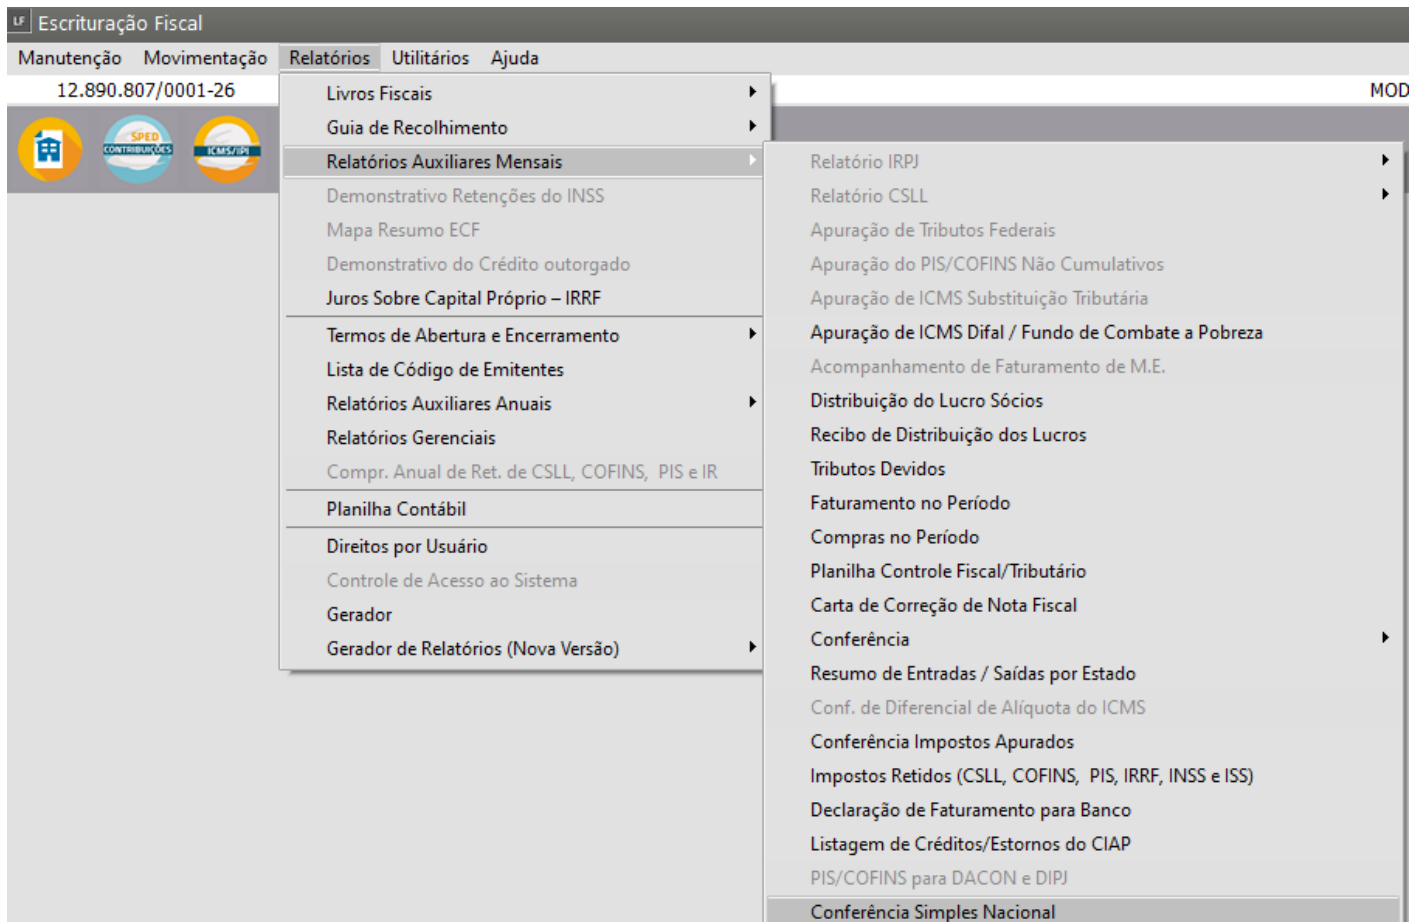 LF Escrituração Fiscal
Manutenção Movimentação Relatórios Utilitários Ajuda
12.890.807/0001-26
MOD
SPED
CONTRIBUIÇÕES
ICMS/IPI
Livros Fiscais
Guia de Recolhimento
Relatórios Auxiliares Mensais
Demonstrativo Retenções do INSS
Mapa Resumo ECF
Demonstrativo do Crédito outorgado
Juros Sobre Capital Próprio – IRRF
Termos de Abertura e Encerramento
Lista de Código de Emitentes
Relatórios Auxiliares Anuais
Relatórios Gerenciais
Compr. Anual de Ret. de CSLL, COFINS, PIS e IR
Planilha Contábil
Direitos por Usuário
Controle de Acesso ao Sistema
Gerador
Gerador de Relatórios (Nova Versão)
Relatório IRPJ
Relatório CSLL
Apuração de Tributos Federais
Apuração do PIS/COFINS Não Cumulativos
Apuração de ICMS Substituição Tributária
Apuração de ICMS Difal / Fundo de Combate a Pobreza
Acompanhamento de Faturamento de M.E.
Distribuição do Lucro Sócios
Recibo de Distribuição dos Lucros
Tributos Devidos
Faturamento no Período
Compras no Período
Planilha Controle Fiscal/Tributário
Carta de Correção de Nota Fiscal
Conferência
Resumo de Entradas / Saídas por Estado
Conf. de Diferencial de Alíquota do ICMS
Conferência Impostos Apurados
Impostos Retidos (CSLL, COFINS, PIS, IRRF, INSS e ISS)
Declaração de Faturamento para Banco
Listagem de Créditos/Estornos do CIAP
PIS/COFINS para DACON e DIPJ
Conferência Simples Nacional